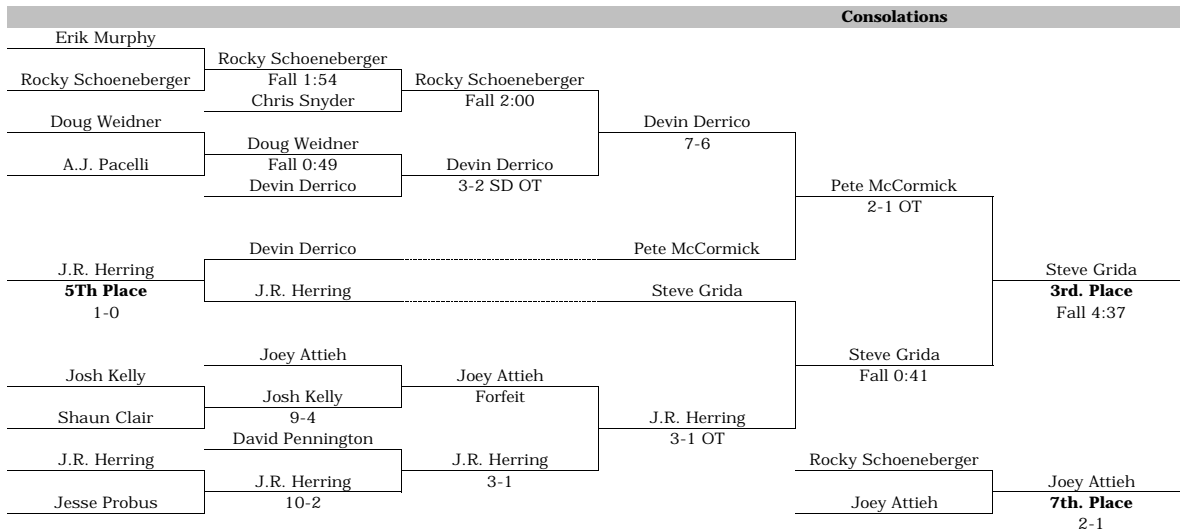 Consolations
Erik Murphy
Rocky Schoeneberger
Rocky Schoeneberger
Fall 1:54
Rocky Schoeneberger
Chris Snyder
Fall 2:00
Doug Weidner
Devin Derrico
Doug Weidner
7-6
A.J. Pacelli
Fall 0:49
Devin Derrico
Devin Derrico
3-2 SD OT
Pete McCormick
2-1 OT
Devin Derrico
Pete McCormick
J.R. Herring
Steve Grida
5Th Place
J.R. Herring
Steve Grida
3rd. Place
1-0
Fall 4:37
Joey Attieh
Steve Grida
Josh Kelly
Joey Attieh
Fall 0:41
Josh Kelly
Forfeit
Shaun Clair
9-4
J.R. Herring
David Pennington
3-1 OT
J.R. Herring
J.R. Herring
Rocky Schoeneberger
J.R. Herring
3-1
Joey Attieh
Jesse Probus
10-2
Joey Attieh
7th. Place
2-1